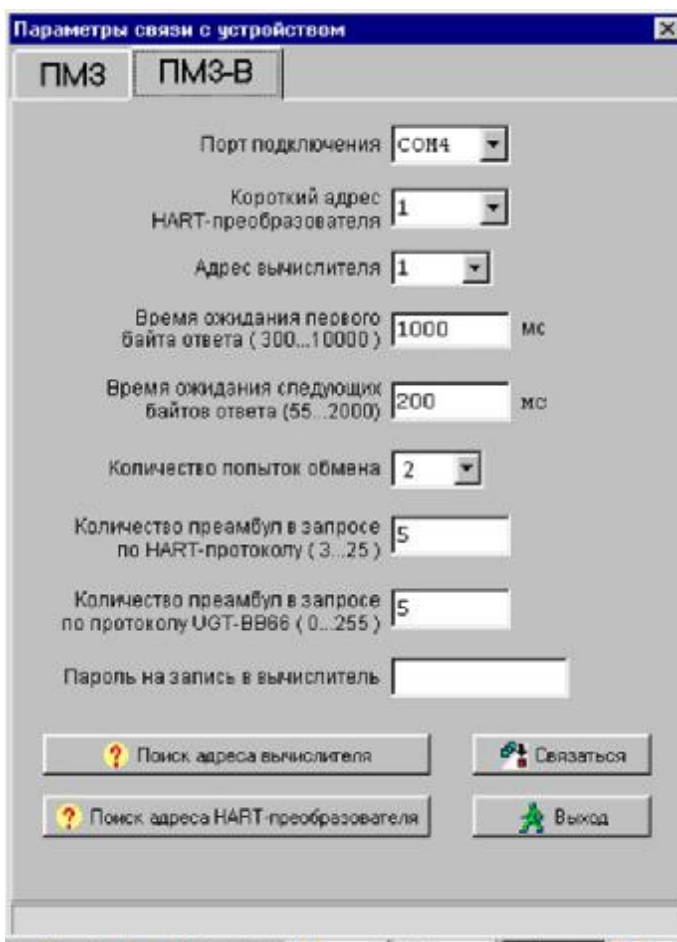 Параметры связи с устройством
ПМ3 ПМ3-В
Порт подключения COM4
Короткий адрес
HART-преобразователя 1
Адрес вычислителя 1
Время ожидания первого
байта ответа ( 300...10000 ) 1000 мс
Время ожидания следующих
байтов ответа (55...2000) 200 мс
Количество попыток обмена 2
Количество преамбул в запросе
по HART-протоколу ( 3...25 ) 5
Количество преамбул в запросе
по протоколу UGT-BB66 ( 0...255 ) 5
Пароль на запись в вычислитель
? Поиск адреса вычислителя
Связаться
? Поиск адреса HART-преобразователя
Выход